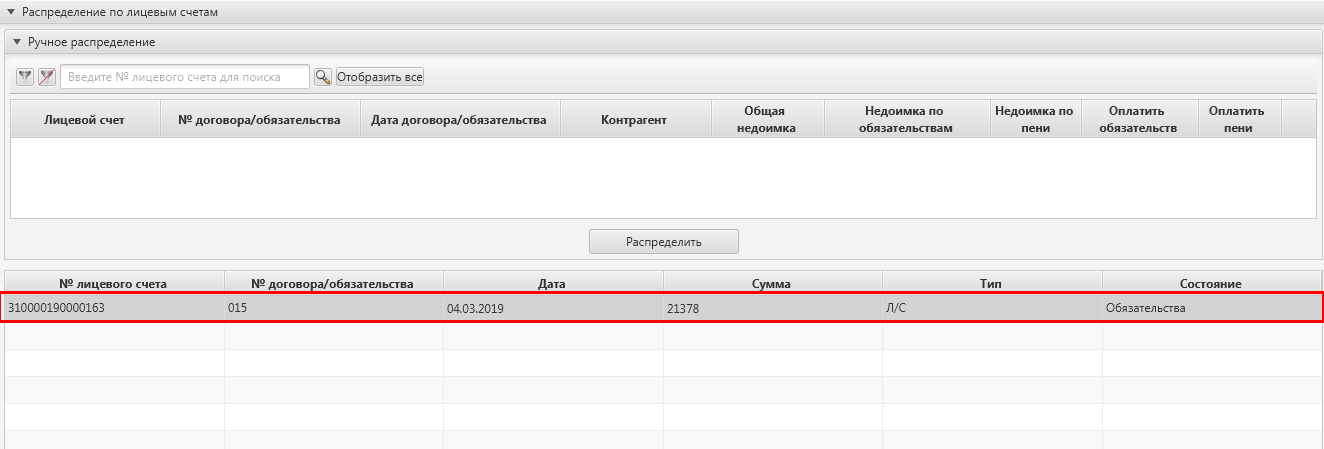 Распределение по лицевым счетам
Ручное распределение
Введите № лицевого счета для поиска Отобразить все
Лицевой счет № договора/обязательства Дата договора/обязательства Контрагент Общая недоимка Недоимка по обязательствам Недоимка по пени Оплатить обязательств Оплатить пени
Распределить
№ лицевого счета № договора/обязательства Дата Сумма Тип Состояние
310000190000163 015 04.03.2019 21378 Л/С Обязательства